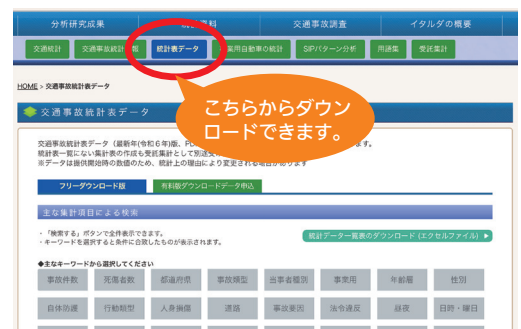 分析研究成果 料 交通事故調査 イタルダの概要
交通統計 交通事故統計 報 統計表データ 業用自動車の統計 SIPパターン分析 用語集 受託集計
HOME > 交通事故統計表データ
交通事故統計表データ
こちらからダウン
ロードできます。
交通事故統計表データ（最新年(令和6年)版、PD す。
統計表一覧にない集計表の作成も受託集計として別途受
※データは提供開始時の数値のため、統計上の理由により変更される場合があります
フリーダウンロード版 有料版ダウンロードデータ申込
主な集計項目による検索
・「検索する」ボタンで全件表示できます。
・キーワードを選択すると条件に合致したものが表示されます。
統計データ一覧表のダウンロード (エクセルファイル)
◆主なキーワードから選択してください
事故件数 死傷者数 都道府県 事故類型 当事者種別 事業用 年齢層 性別
自体防護 行動類型 人身損傷 道路 事故要因 法令違反 昼夜 日時・曜日